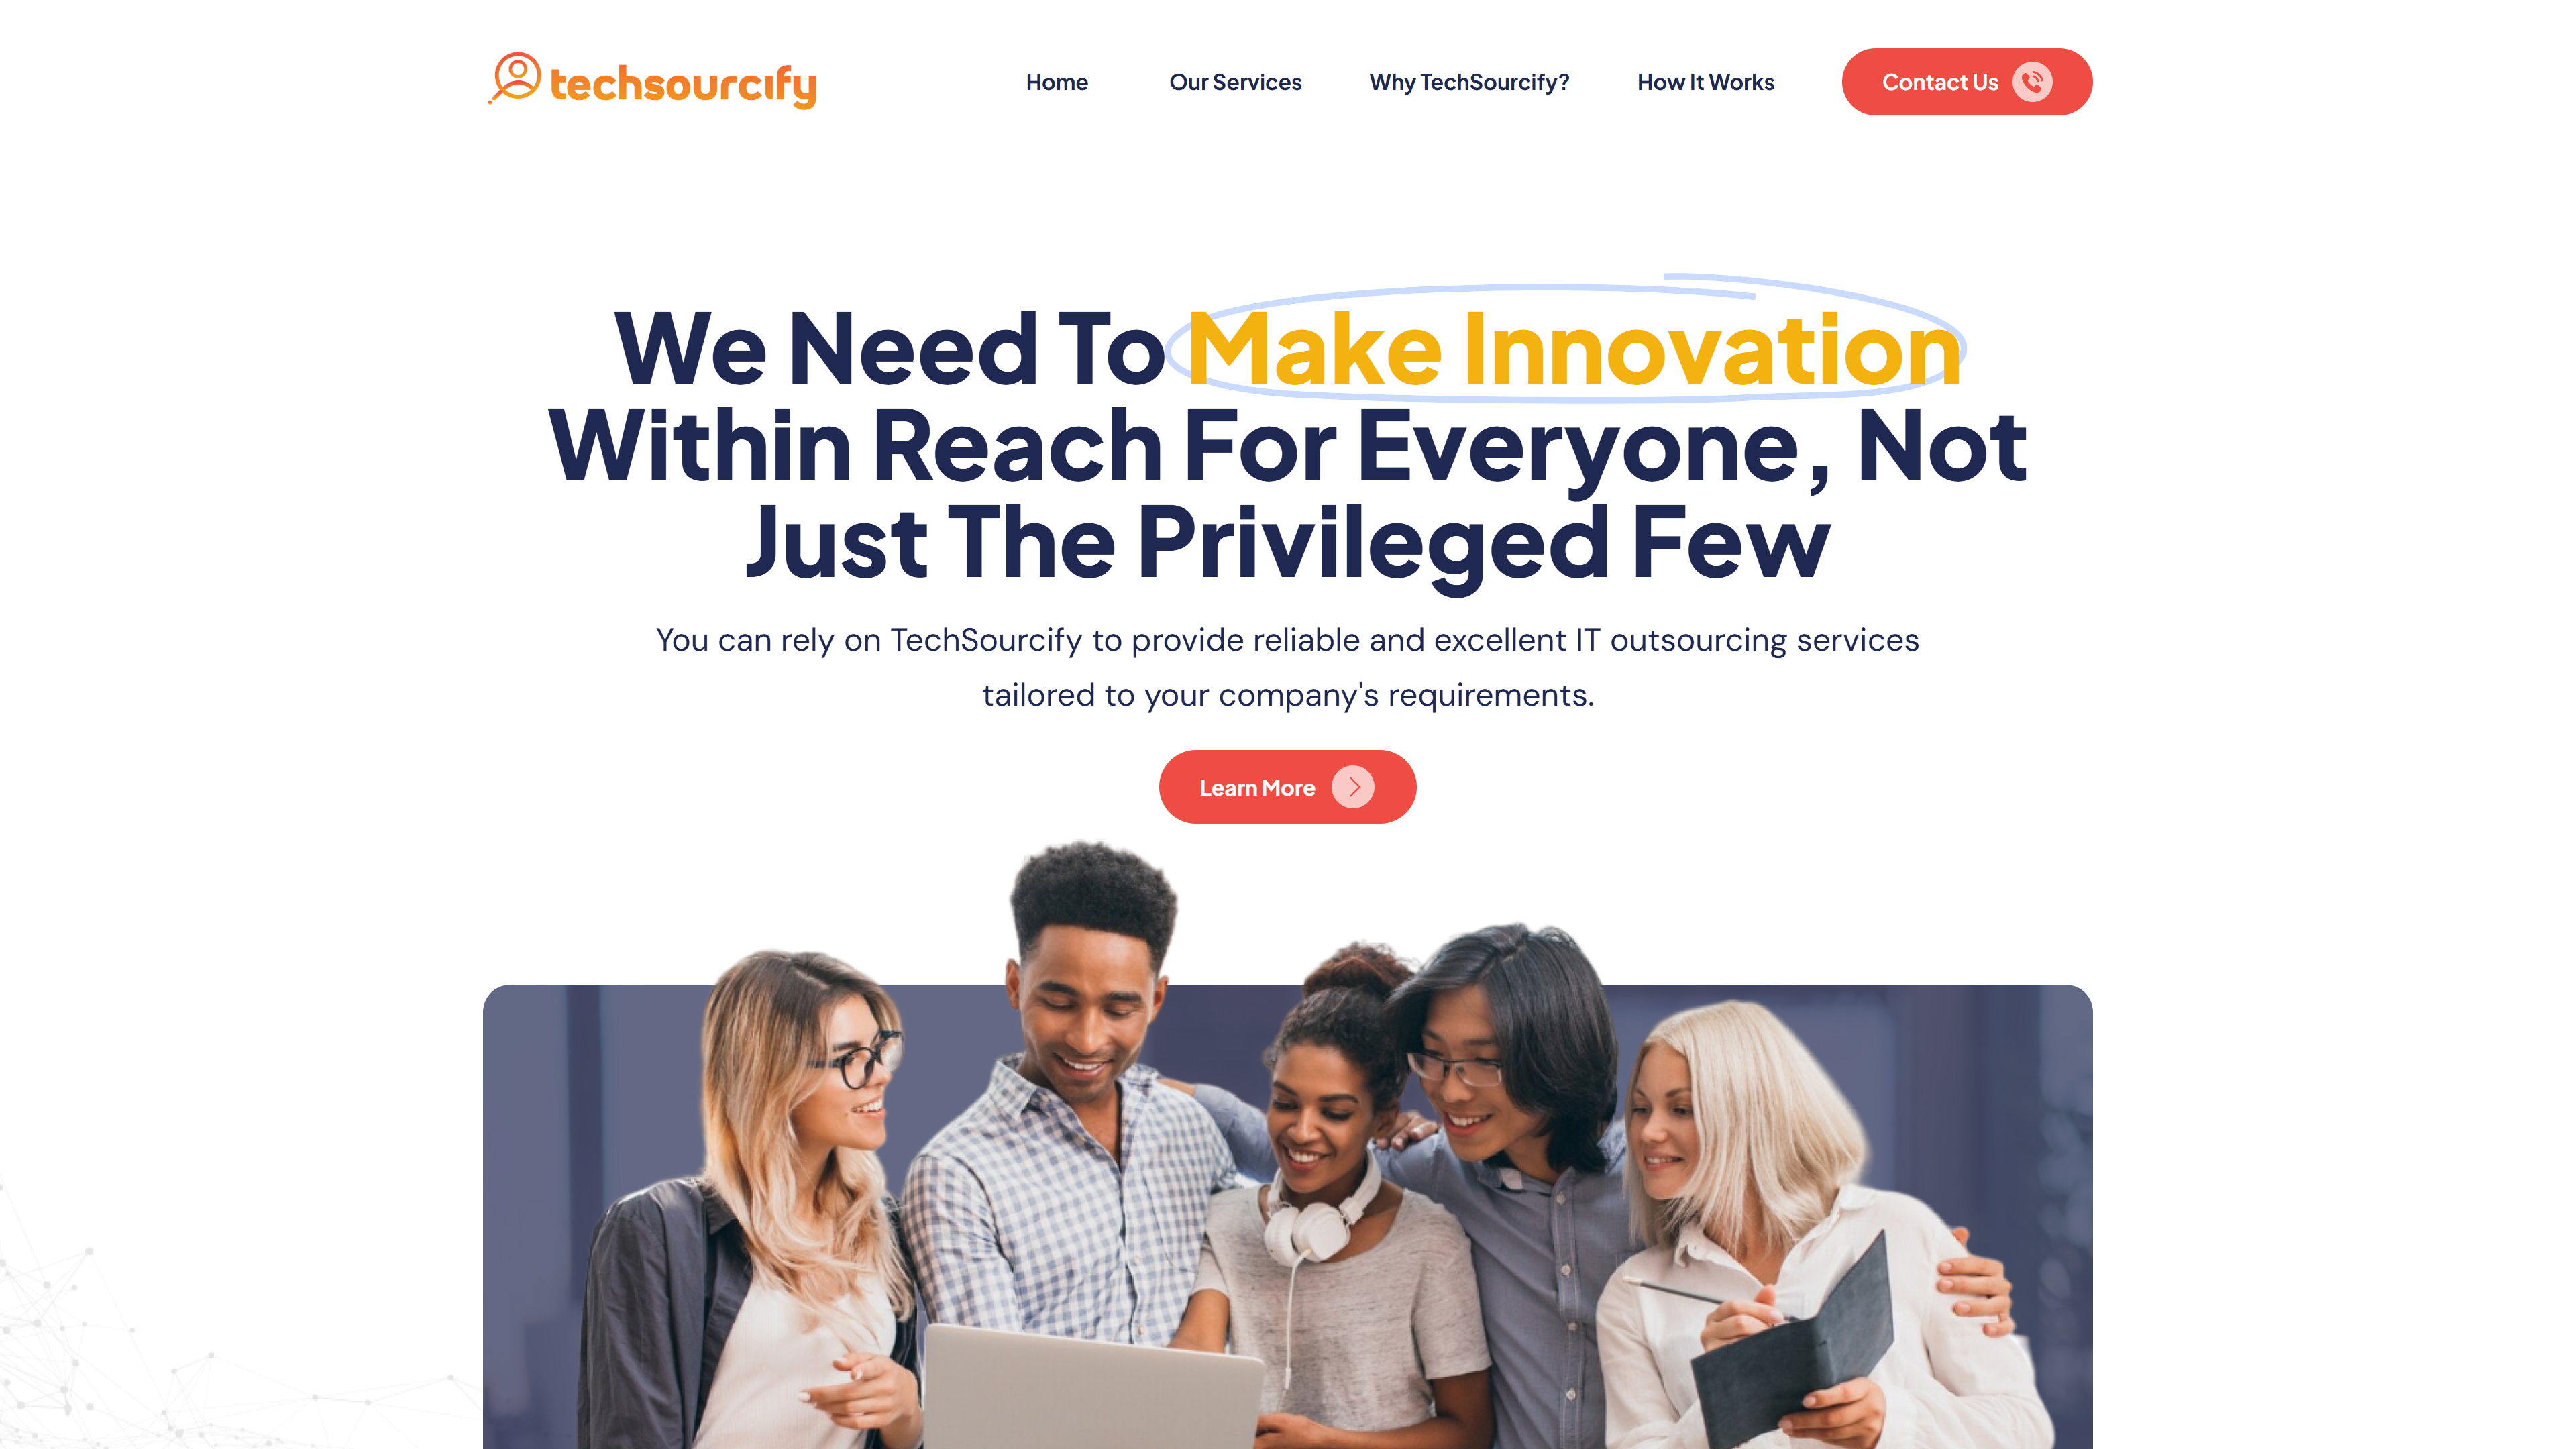 techsourcify
Home
Our Services
Why TechSourcify?
How It Works
Contact Us
We Need To Make Innovation
Within Reach For Everyone, Not
Just The Privileged Few
You can rely on TechSourcify to provide reliable and excellent IT outsourcing services
tailored to your company's requirements.
Learn More